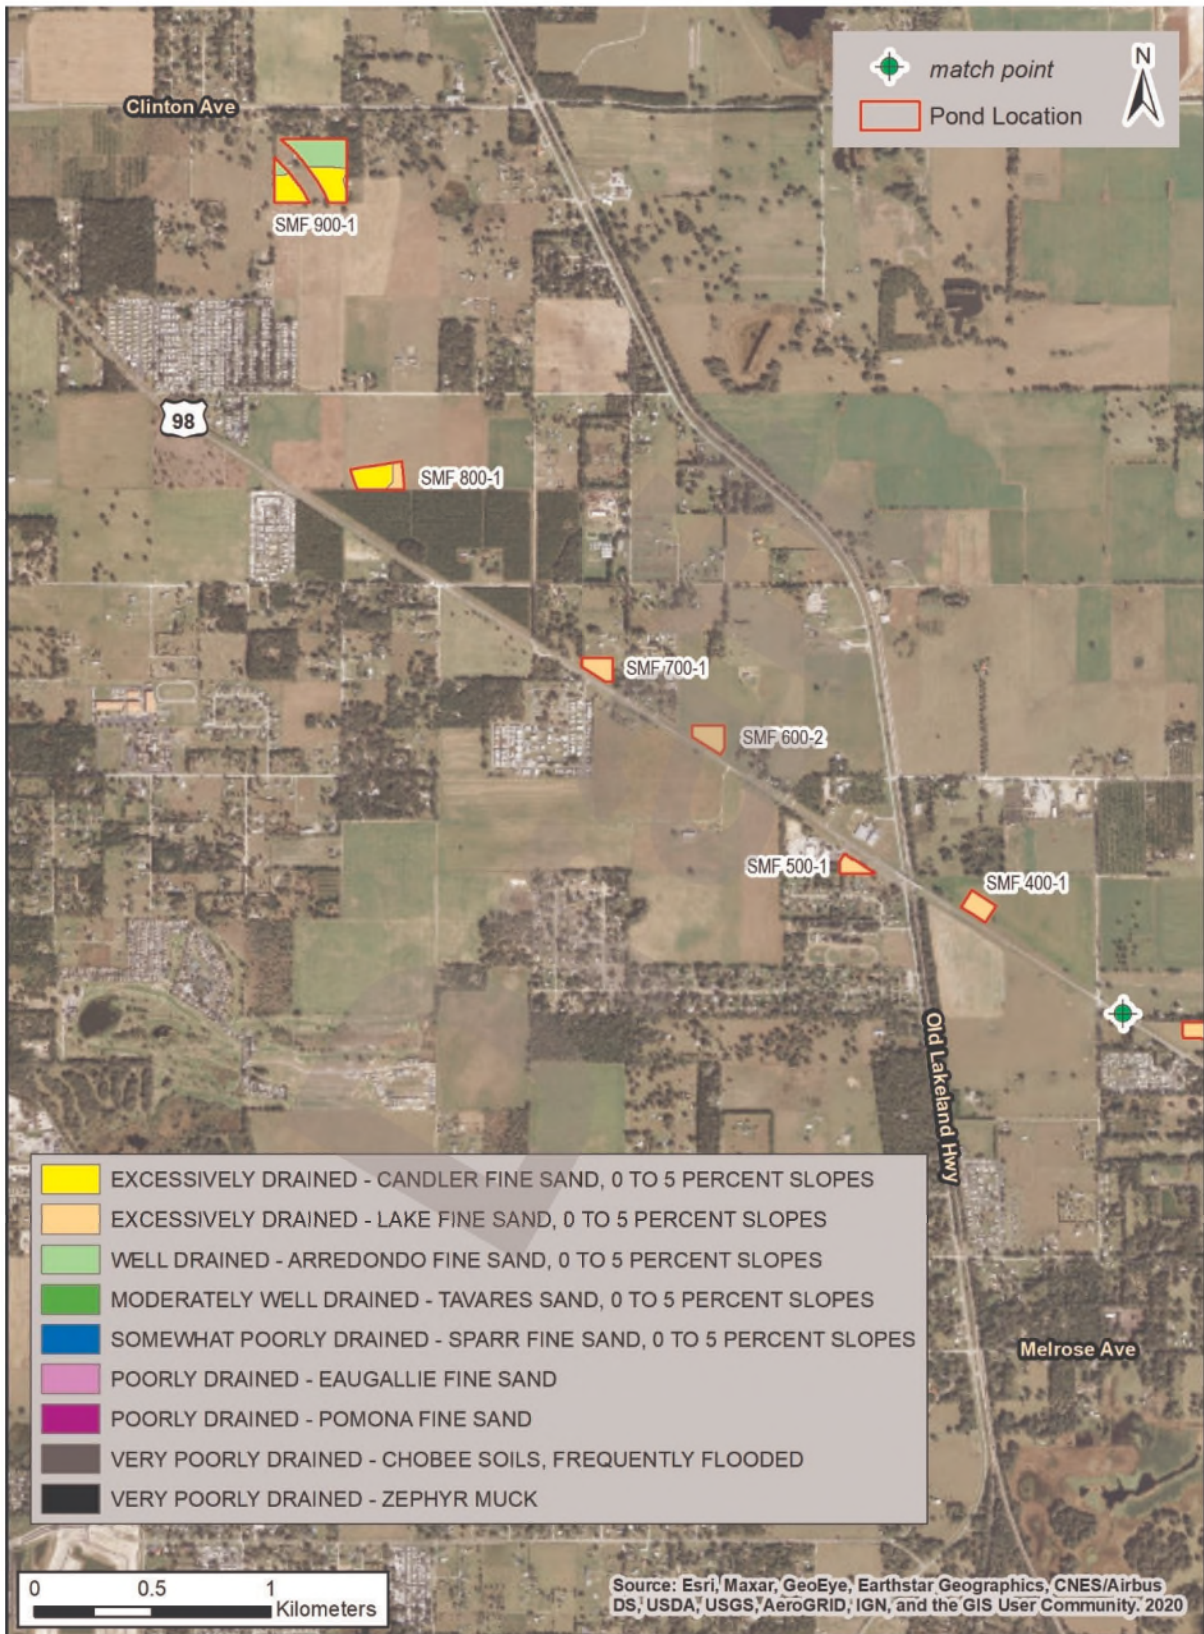 Clinton Ave
match point
N
Pond Location
SMF 900-1
98
SMF 800-1
SMF 700-1
SMF 600-2
SMF 500-1
SMF 400-1
Old Lakeland Hwy
EXCESSIVELY DRAINED - CANDLER FINE SAND, 0 TO 5 PERCENT SLOPES
EXCESSIVELY DRAINED - LAKE FINE SAND, 0 TO 5 PERCENT SLOPES
WELL DRAINED - ARREDONDO FINE SAND, 0 TO 5 PERCENT SLOPES
MODERATELY WELL DRAINED - TAVARES SAND, 0 TO 5 PERCENT SLOPES
SOMEWHAT POORLY DRAINED - SPARR FINE SAND, 0 TO 5 PERCENT SLOPES
POORLY DRAINED - EAUGALLIE FINE SAND
POORLY DRAINED - POMONA FINE SAND
VERY POORLY DRAINED - CHOBEE SOILS, FREQUENTLY FLOODED
VERY POORLY DRAINED - ZEPHYR MUCK
Melrose Ave
0 0.5 1
Kilometers
Source: Esri, Maxar, GeoEye, Earthstar Geographics, CNES/Airbus
DS, USDA, USGS, AeroGRID, IGN, and the GIS User Community. 2020